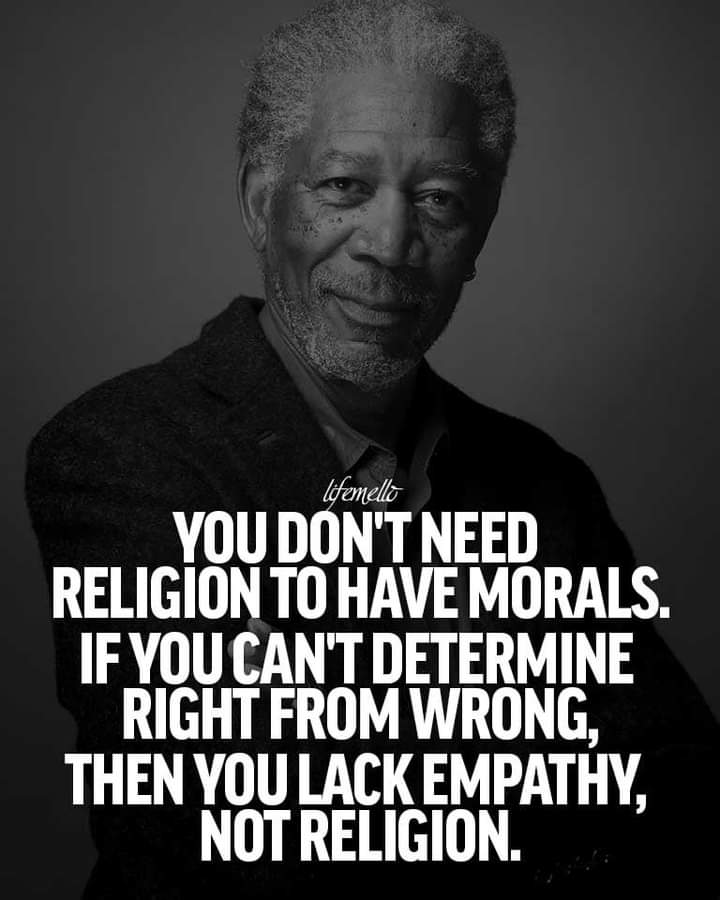 lifemello
YOU DON'T NEED
RELIGION TO HAVE MORALS.
IF YOU CAN'T DETERMINE
RIGHT FROM WRONG,
THEN YOU LACK EMPATHY,
NOT RELIGION.